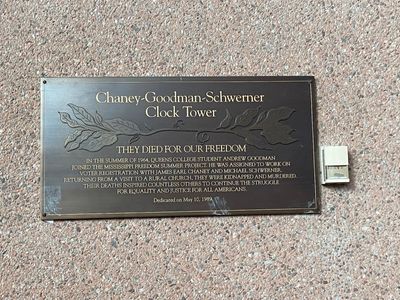 Chaney-Goodman-Schwerner
Clock Tower
THEY DIED FOR OUR FREEDOM
IN THE SUMMER OF 1964, QUEENS COLLEGE STUDENT ANDREW GOODMAN
JOINED THE MISSISSIPPI FREEDOM SUMMER PROJECT. HE WAS ASSIGNED TO WORK ON
VOTER REGISTRATION WITH JAMES EARL CHANEY AND MICHAEL SCHWERNER.
RETURNING FROM A VISIT TO A RURAL CHURCH, THEY WERE KIDNAPPED AND MURDERED.
THEIR DEATHS INSPIRED COUNTLESS OTHERS TO CONTINUE THE STRUGGLE
FOR EQUALITY AND JUSTICE FOR ALL AMERICANS.
Dedicated on May 10, 1989